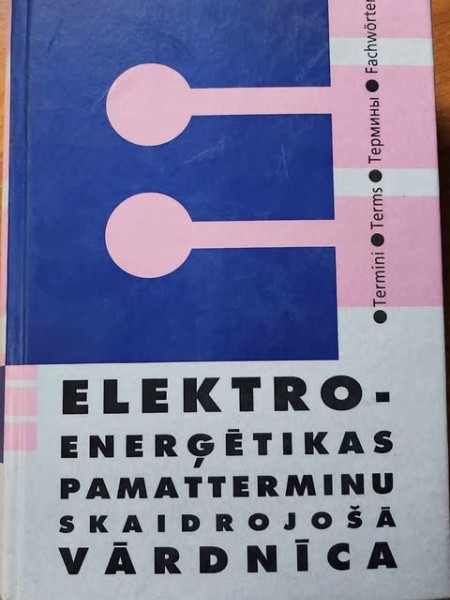 ● Termini ● Terms ● Термины ● Fachwörter
ELEKTRO-
ENERĢĒTIKAS
PAMATTERMINU
SKAIDROJOŠĀ
VĀRDNĪCA